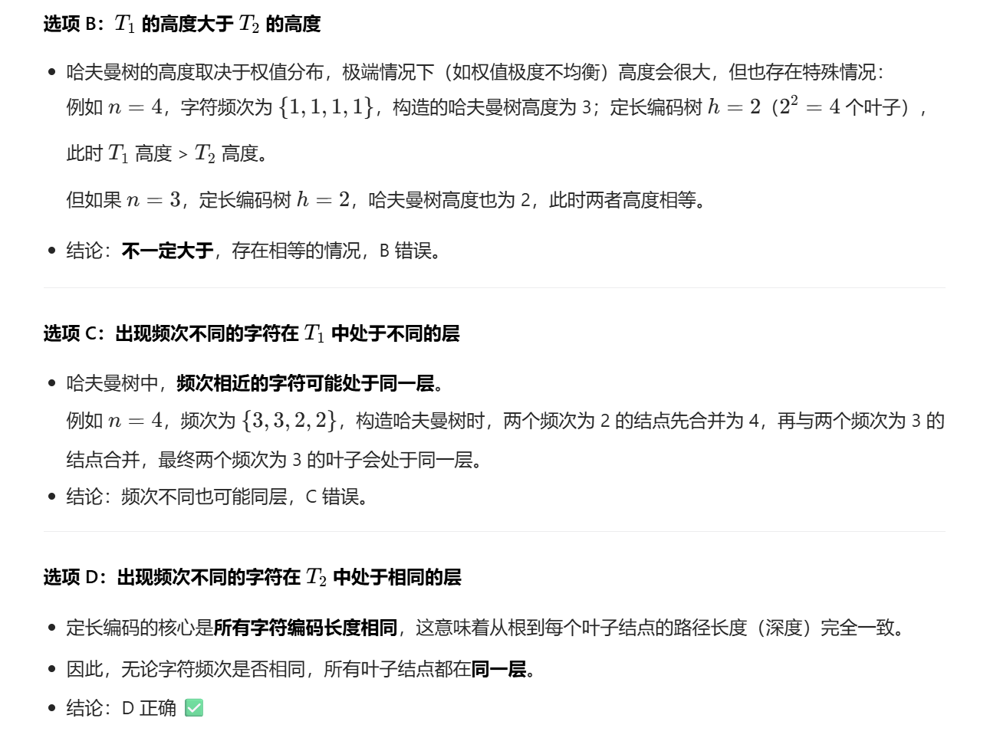 选项 B：T₁ 的高度大于 T₂ 的高度
• 哈夫曼树的高度取决于权值分布，极端情况下（如权值极度不均衡）高度会很大，但也存在特殊情况：
例如 n = 4，字符频次为 {1, 1, 1, 1}，构造的哈夫曼树高度为 3；定长编码树 h = 2（2² = 4 个叶子），
此时 T₁ 高度 > T₂ 高度。
但如果 n = 3，定长编码树 h = 2，哈夫曼树高度也为 2，此时两者高度相等。
• 结论：不一定大于，存在相等的情况，B 错误。
选项 C：出现频次不同的字符在 T₁ 中处于不同的层
• 哈夫曼树中，频次相近的字符可能处于同一层。
例如 n = 4，频次为 {3, 3, 2, 2}，构造哈夫曼树时，两个频次为 2 的结点先合并为 4，再与两个频次为 3 的
结点合并，最终两个频次为 3 的叶子会处于同一层。
• 结论：频次不同也可能同层，C 错误。
选项 D：出现频次不同的字符在 T₂ 中处于相同的层
• 定长编码的核心是所有字符编码长度相同，这意味着从根到每个叶子结点的路径长度（深度）完全一致。
• 因此，无论字符频次是否相同，所有叶子结点都在同一层。
• 结论：D 正确 ✅